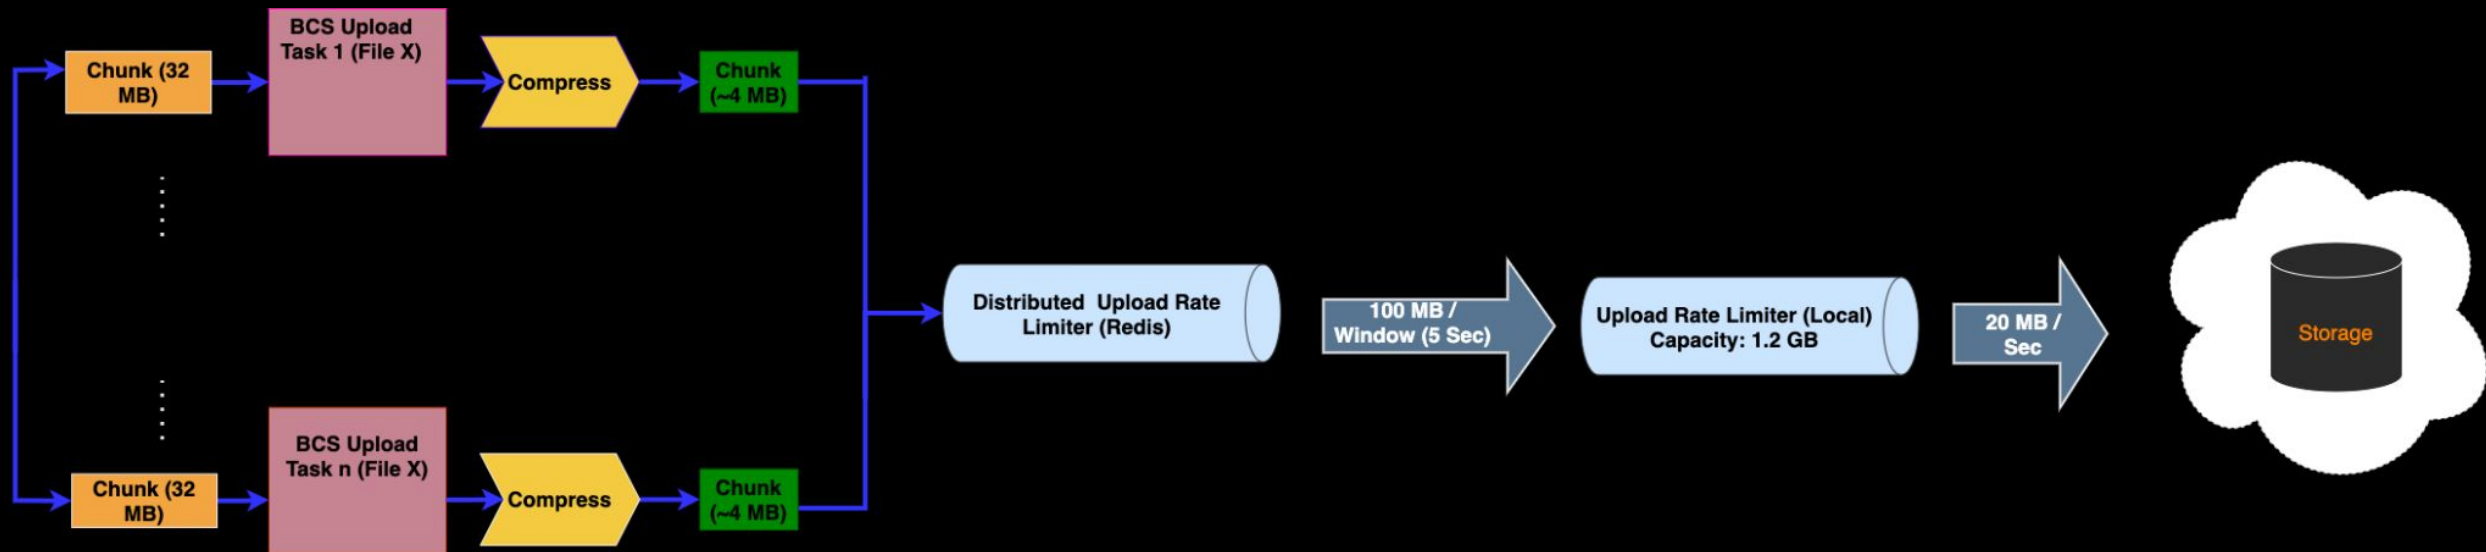 BCS Upload
Task 1 (File X)
Chunk (32
MB)
Compress
Chunk
(~4 MB)
Distributed Upload Rate
Limiter (Redis)
100 MB /
Window (5 Sec)
Upload Rate Limiter (Local)
Capacity: 1.2 GB
20 MB /
Sec
Storage
BCS Upload
Task n (File X)
Chunk (32
MB)
Compress
Chunk
(~4 MB)